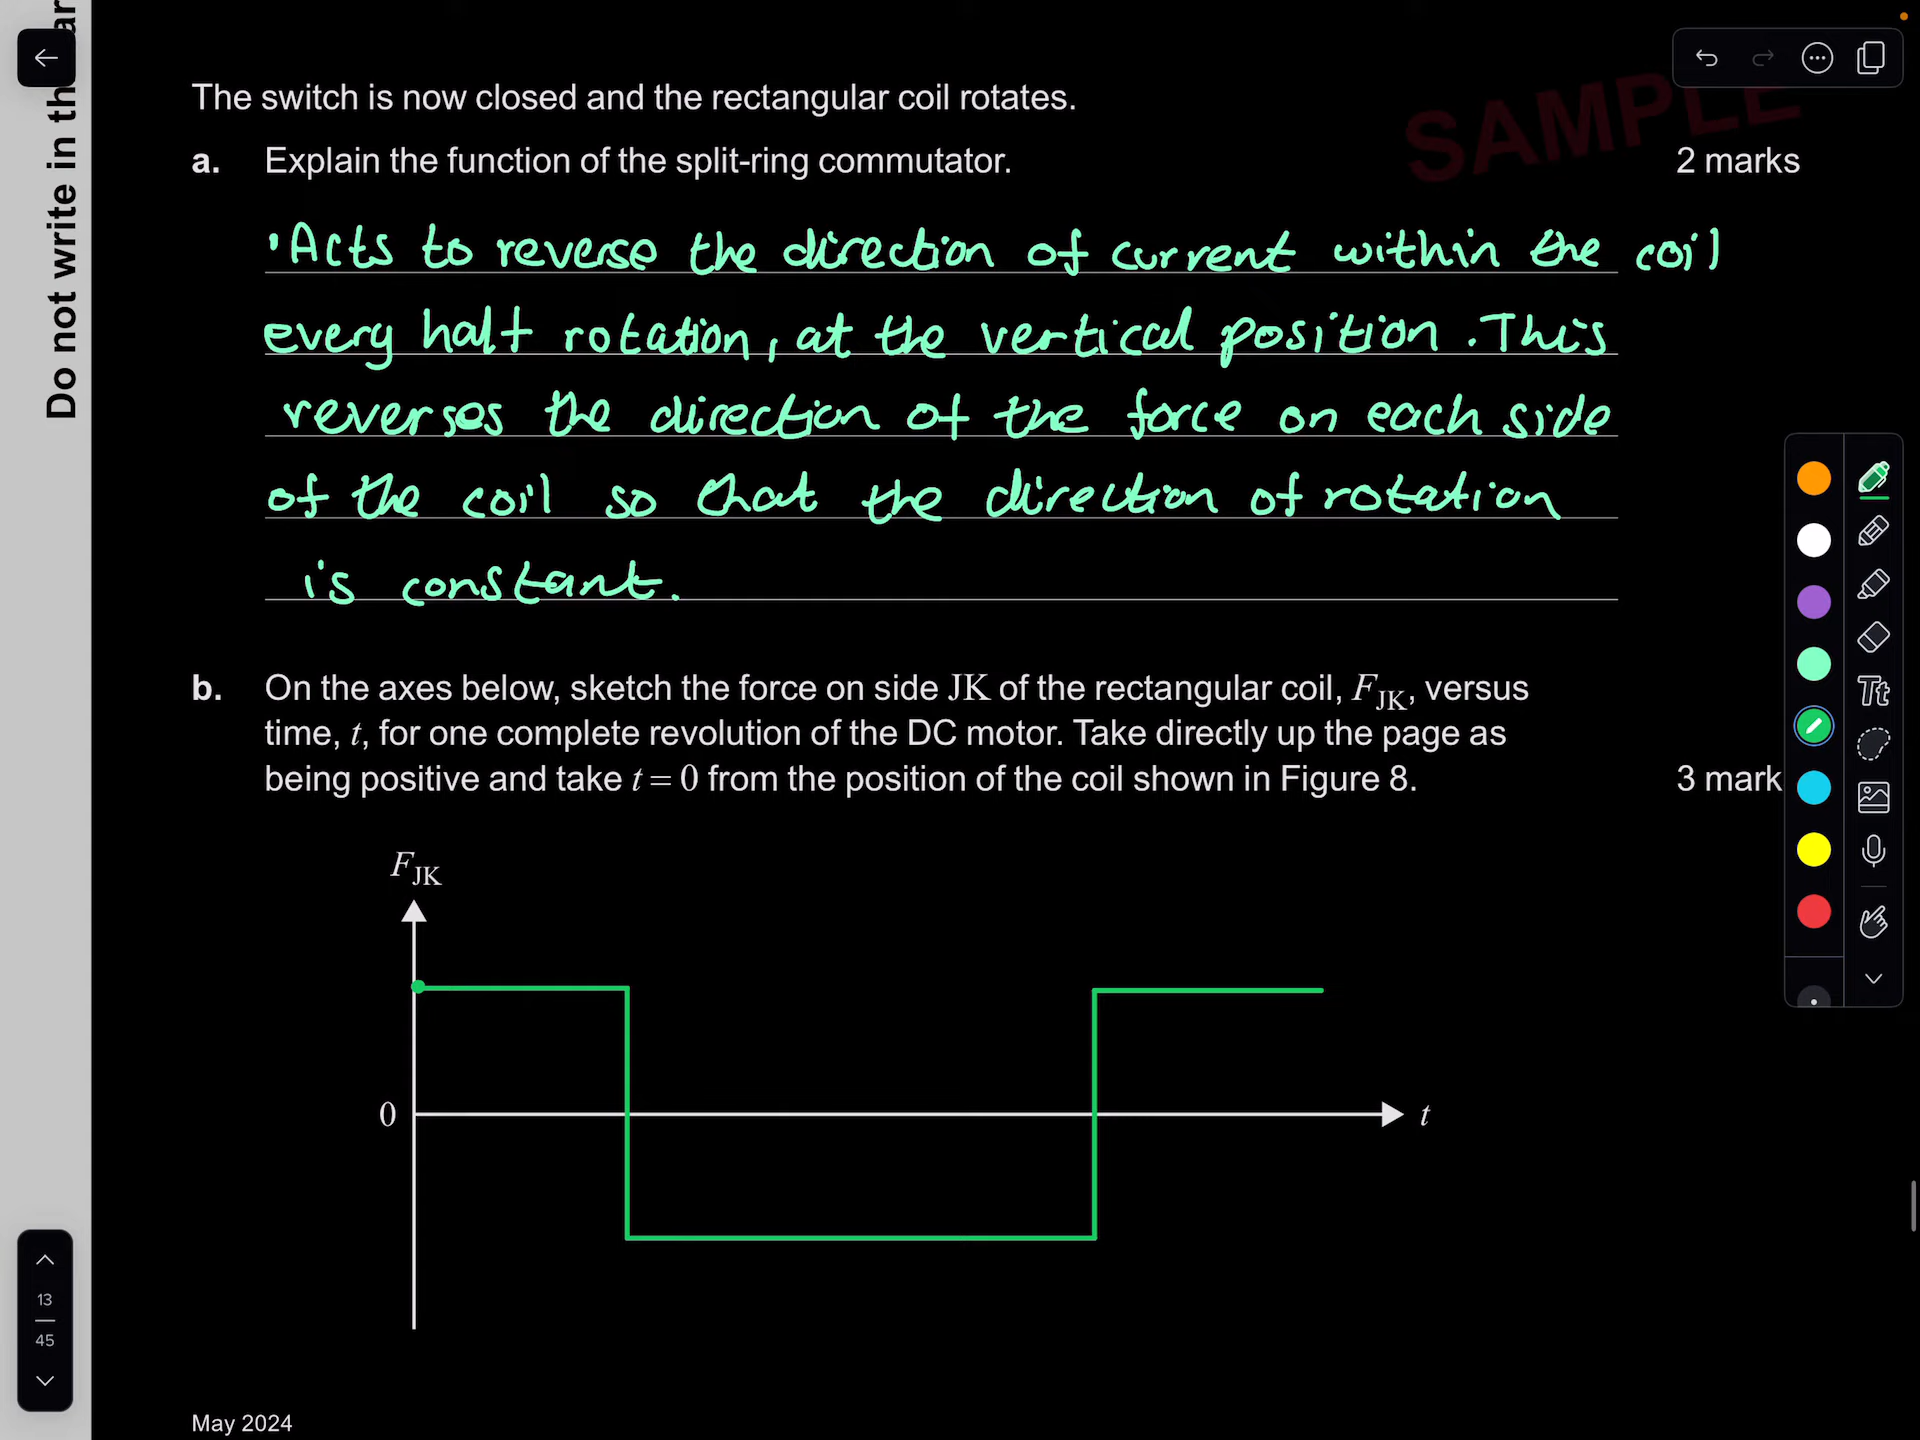 Do not write in th ar
SAMPLE
The switch is now closed and the rectangular coil rotates.
a. Explain the function of the split-ring commutator. 2 marks
• Acts to reverse the direction of current within the coil
every half rotation, at the vertical position. This
reverses the direction of the force on each side
of the coil so that the direction of rotation
is constant.
b. On the axes below, sketch the force on side JK of the rectangular coil, F_JK, versus
time, t, for one complete revolution of the DC motor. Take directly up the page as
being positive and take t = 0 from the position of the coil shown in Figure 8. 3 mark
F_JK
0
t
Tt
13
45
May 2024